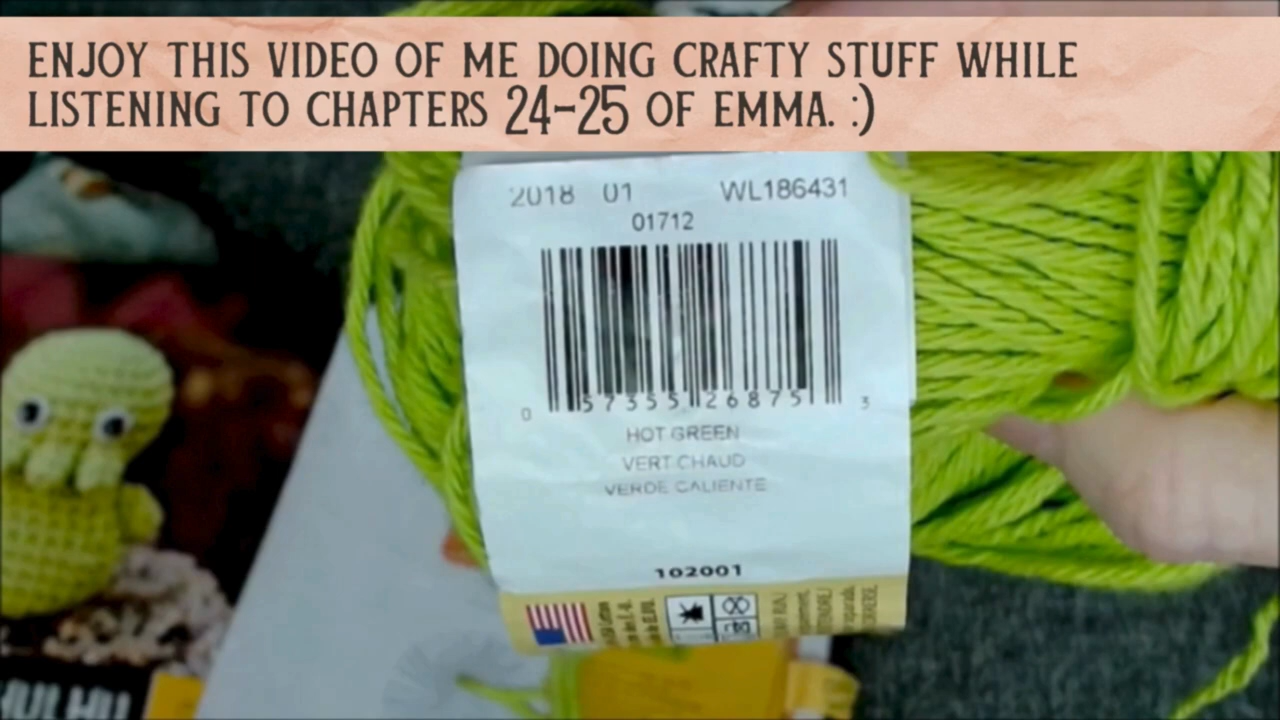 ENJOY THIS VIDEO OF ME DOING CRAFTY STUFF WHILE
LISTENING TO CHAPTERS 24-25 OF EMMA. :)
2018 01 WL186431
01712
0 57355 26875 3
HOT GREEN
VERT CHAUD
VERDE CALIENTE
102001